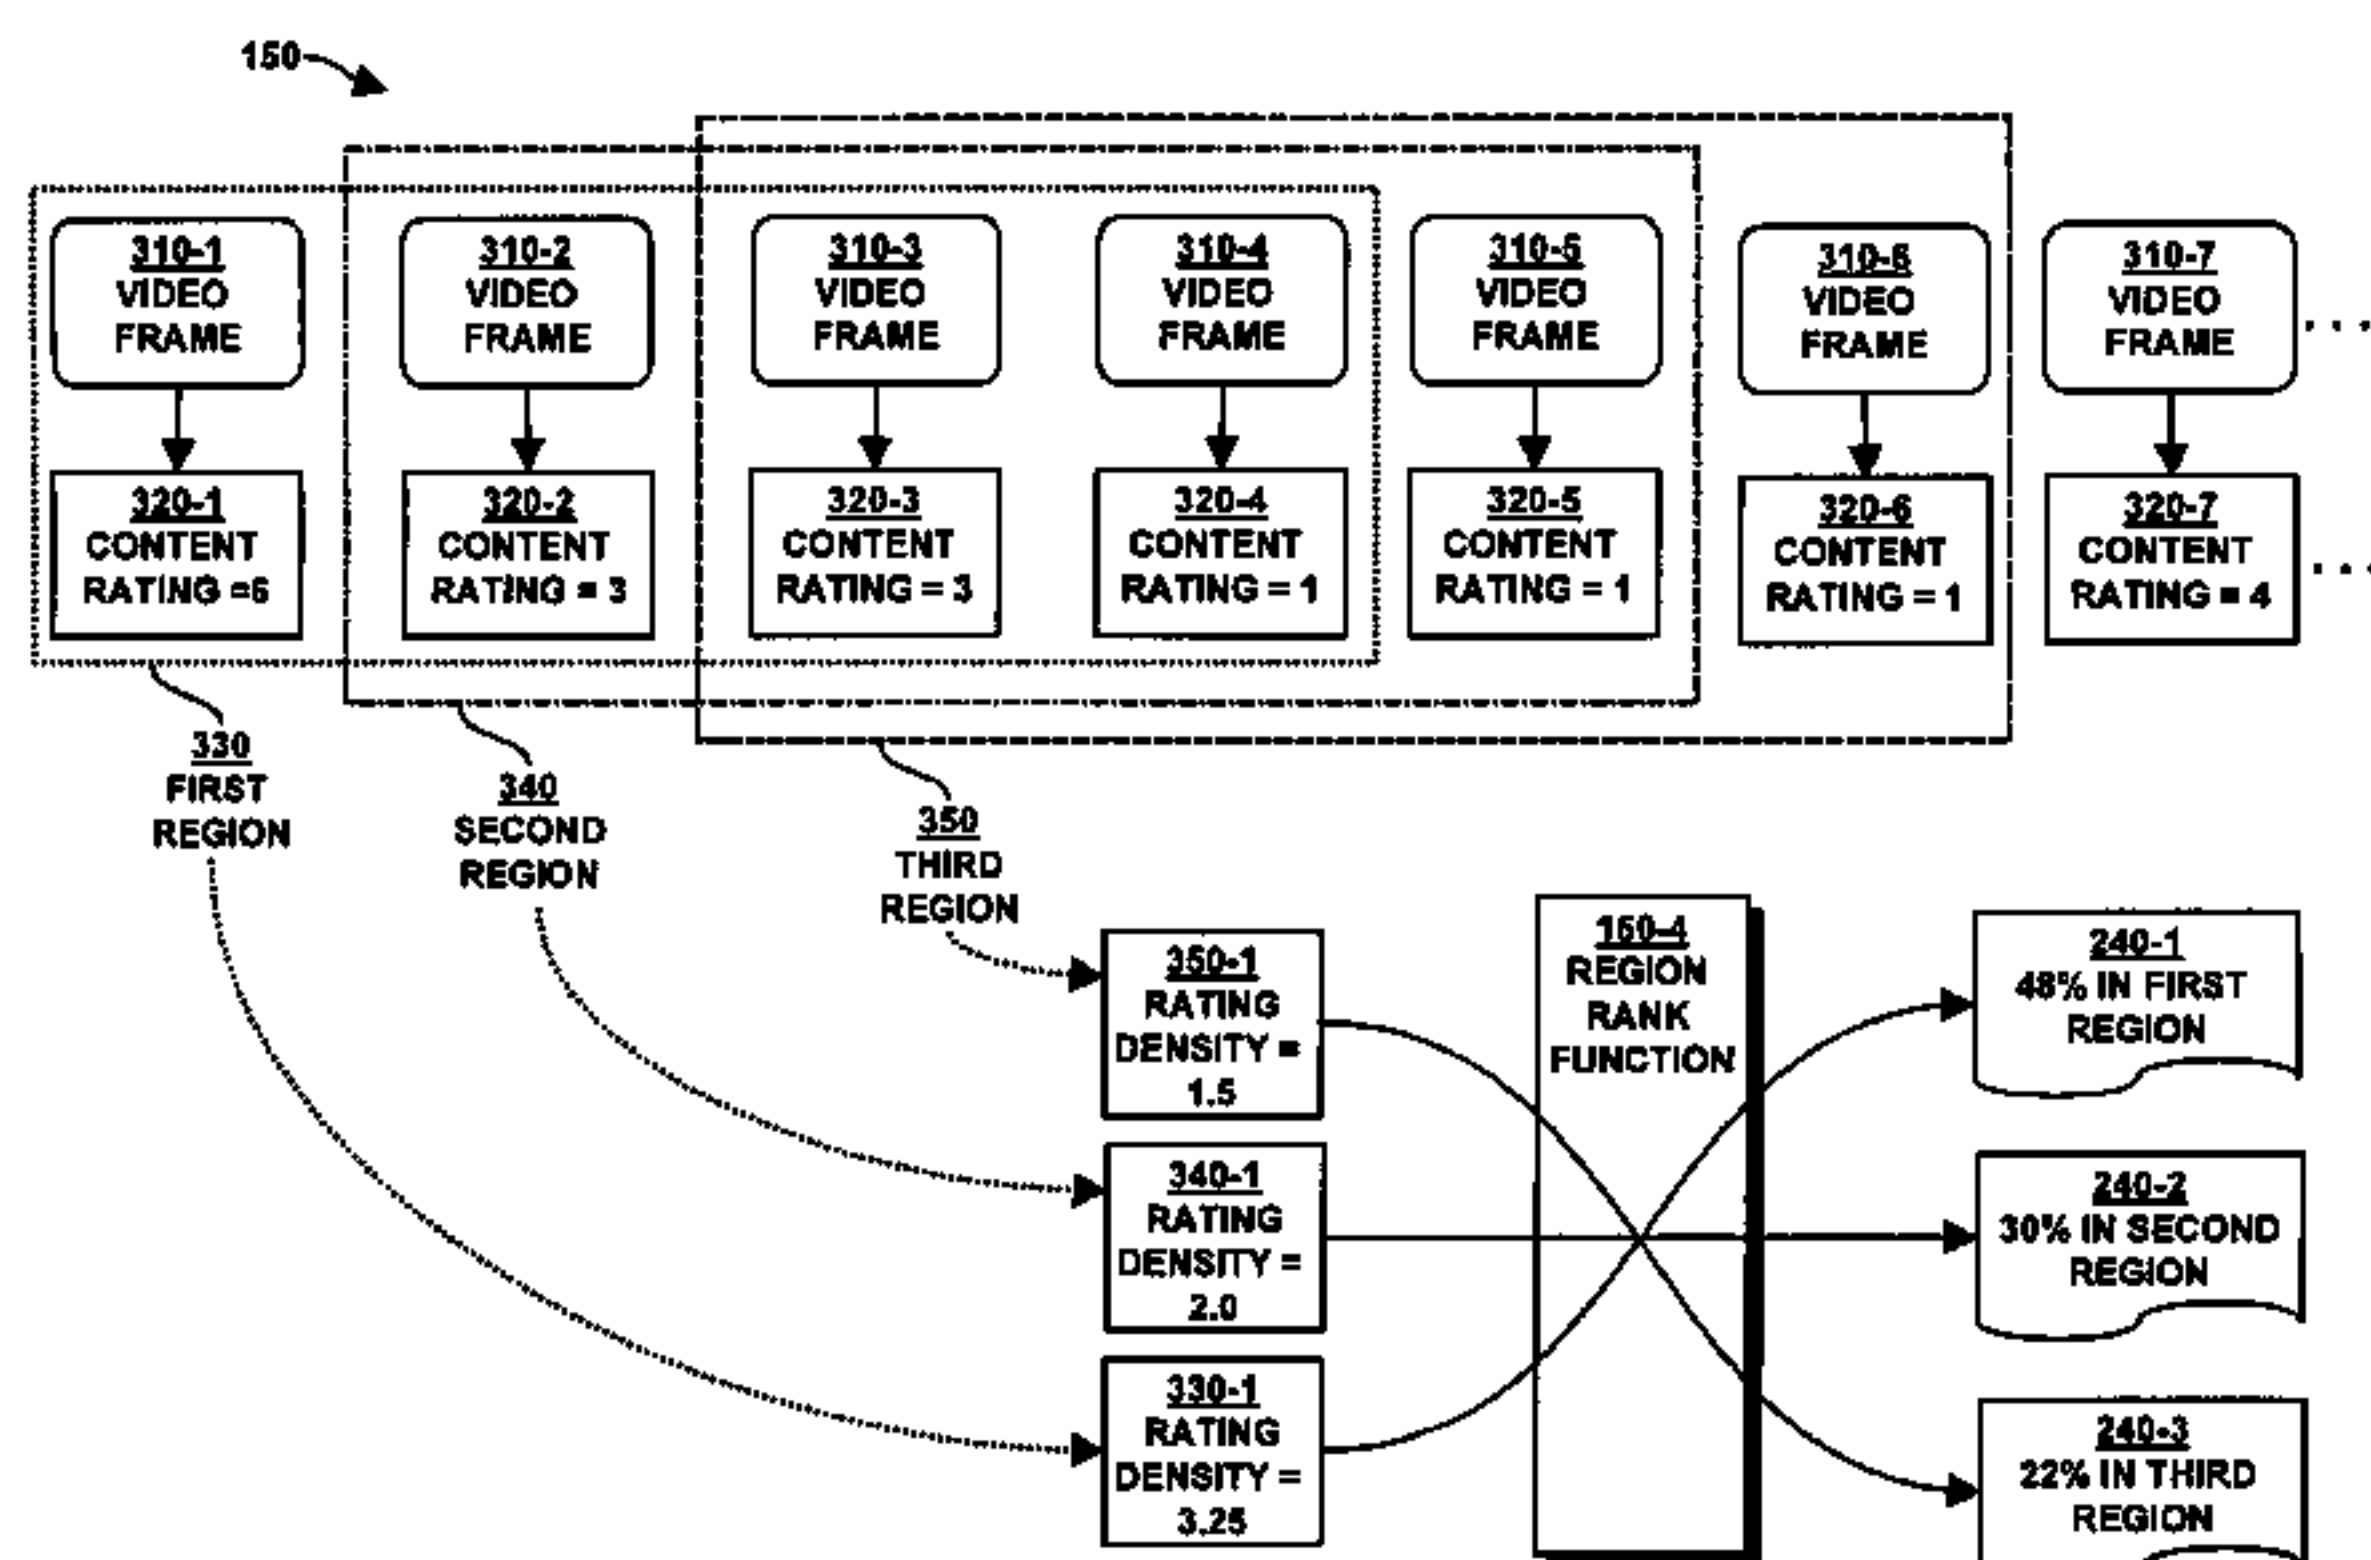 150
310-1
VIDEO
FRAME
310-2
VIDEO
FRAME
310-3
VIDEO
FRAME
310-4
VIDEO
FRAME
310-5
VIDEO
FRAME
310-6
VIDEO
FRAME
310-7
VIDEO
FRAME
. . .
320-1
CONTENT
RATING =6
320-2
CONTENT
RATING = 3
320-3
CONTENT
RATING = 3
320-4
CONTENT
RATING = 1
320-5
CONTENT
RATING = 1
320-6
CONTENT
RATING = 1
320-7
CONTENT
RATING = 4
. . .
330
FIRST
REGION
340
SECOND
REGION
350
THIRD
REGION
350-1
RATING
DENSITY =
1.5
340-1
RATING
DENSITY =
2.0
330-1
RATING
DENSITY =
3.25
150-4
REGION
RANK
FUNCTION
240-1
48% IN FIRST
REGION
240-2
30% IN SECOND
REGION
240-3
22% IN THIRD
REGION